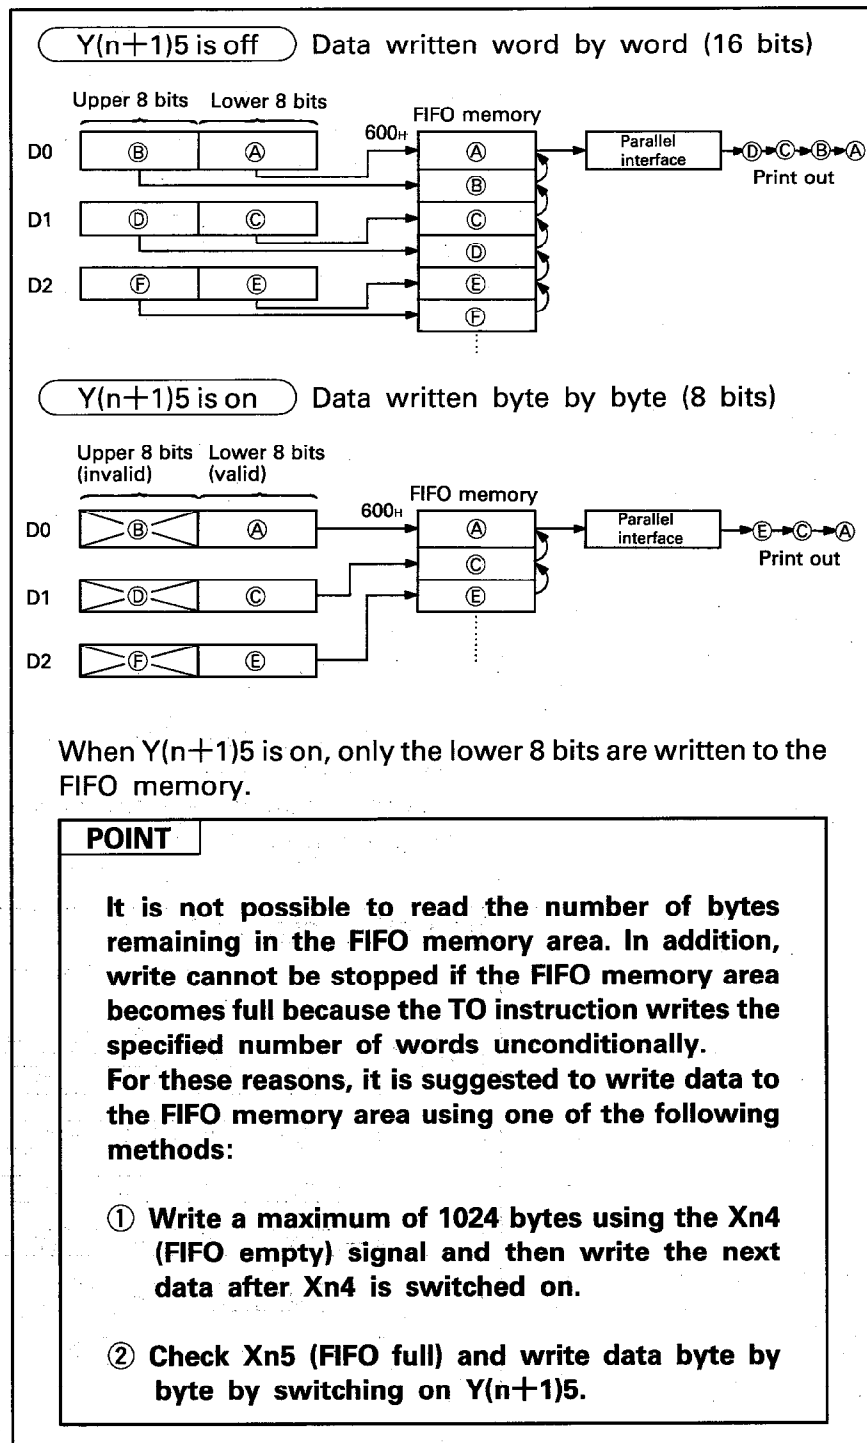 Y(n+1)5 is off Data written word by word (16 bits)
Upper 8 bits Lower 8 bits
FIFO memory
600H
D0 Ⓑ Ⓐ Ⓐ Parallel interface Ⓓ Ⓒ Ⓑ Ⓐ
Ⓑ Print out
D1 Ⓓ Ⓒ Ⓒ
Ⓓ
D2 Ⓕ Ⓔ Ⓔ
Ⓕ
Y(n+1)5 is on Data written byte by byte (8 bits)
Upper 8 bits Lower 8 bits
(invalid) (valid)
FIFO memory
600H
D0 Ⓑ Ⓐ Ⓐ Parallel interface Ⓔ Ⓒ Ⓐ
Ⓒ Print out
D1 Ⓓ Ⓒ Ⓔ
D2 Ⓕ Ⓔ
When Y(n+1)5 is on, only the lower 8 bits are written to the
FIFO memory.
POINT
It is not possible to read the number of bytes
remaining in the FIFO memory area. In addition,
write cannot be stopped if the FIFO memory area
becomes full because the TO instruction writes the
specified number of words unconditionally.
For these reasons, it is suggested to write data to
the FIFO memory area using one of the following
methods:
① Write a maximum of 1024 bytes using the Xn4
(FIFO empty) signal and then write the next
data after Xn4 is switched on.
② Check Xn5 (FIFO full) and write data byte by
byte by switching on Y(n+1)5.